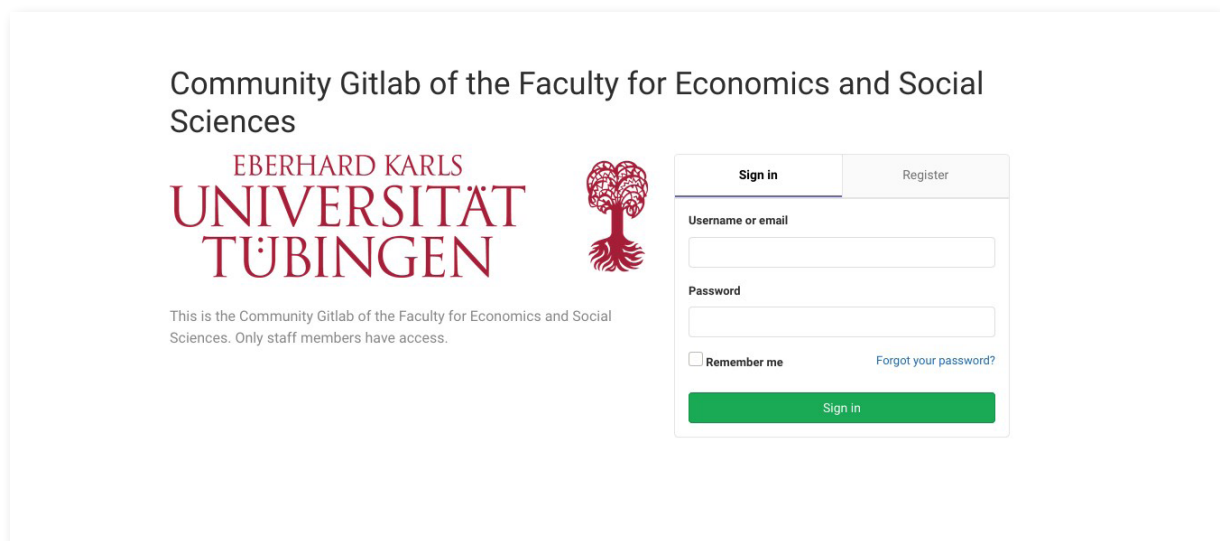 Community Gitlab of the Faculty for Economics and Social
Sciences
EBERHARD KARLS
UNIVERSITÄT
TÜBINGEN
This is the Community Gitlab of the Faculty for Economics and Social
Sciences. Only staff members have access.
Sign in
Register
Username or email
Password
Remember me
Forgot your password?
Sign in